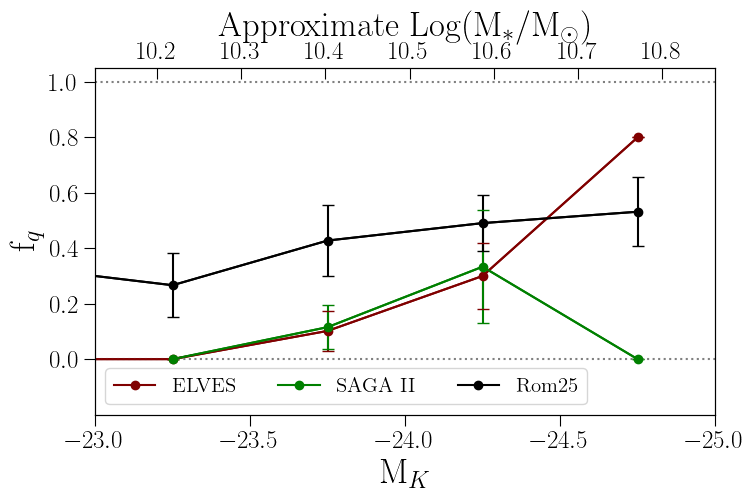 Approximate Log(M*/M⊙)
10.2 10.3 10.4 10.5 10.6 10.7 10.8
1.0
0.8
0.6
0.4
0.2
0.0
f_q
ELVES SAGA II Rom25
−23.0 −23.5 −24.0 −24.5 −25.0
M_K